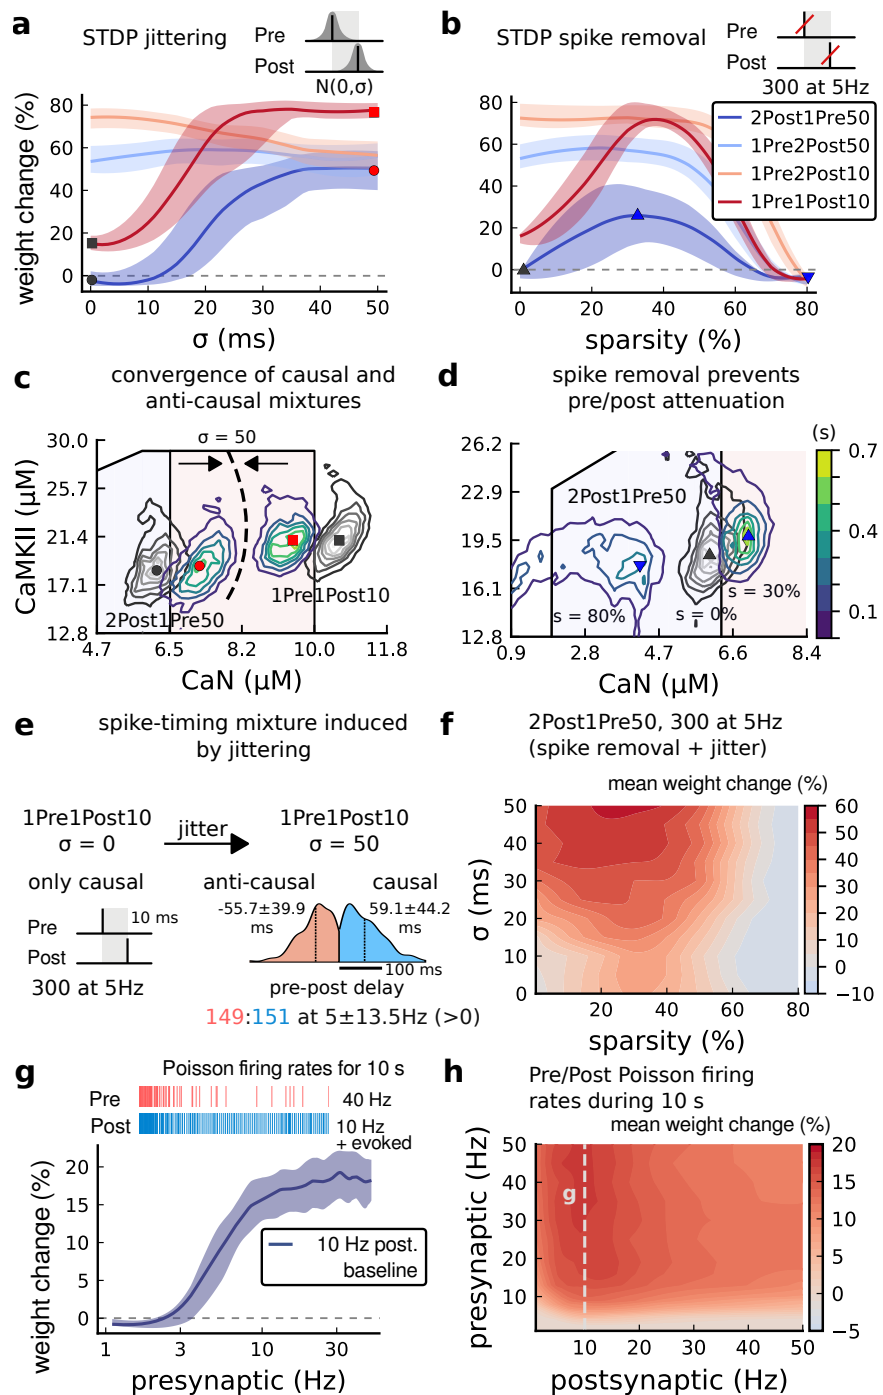 a
STDP jittering
Pre
Post
N(0,σ)
weight change (%)
80
60
40
20
0
0
10
20
30
40
50
σ (ms)
b
STDP spike removal
Pre
Post
300 at 5Hz
2Post1Pre50
1Pre2Post50
1Pre2Post10
1Pre1Post10
80
60
40
20
0
0
20
40
60
80
sparsity (%)
c
convergence of causal and
anti-causal mixtures
σ = 50
CaMKII (μM)
30.0
25.7
21.4
17.1
12.8
2Post1Pre50
1Pre1Post10
4.7
6.5
8.2
10.0
11.8
CaN (μM)
d
spike removal prevents
pre/post attenuation
(s)
0.7
0.4
0.1
26.2
22.9
19.5
16.1
12.8
2Post1Pre50
s = 80%
s = 0%
s = 30%
0.9
2.8
4.7
6.5
8.4
CaN (μM)
e
spike-timing mixture induced
by jittering
1Pre1Post10
σ = 0
jitter
1Pre1Post10
σ = 50
only causal
Pre
Post
10 ms
300 at 5Hz
anti-causal
causal
-55.7±39.9
ms
59.1±44.2
ms
100 ms
pre-post delay
149:151 at 5±13.5Hz (>0)
f
2Post1Pre50, 300 at 5Hz
(spike removal + jitter)
mean weight change (%)
σ (ms)
50
40
30
20
10
0
20
40
60
80
sparsity (%)
60
50
40
30
20
10
0
−10
g
Poisson firing rates for 10 s
Pre
40 Hz
Post
10 Hz
+ evoked
weight change (%)
20
15
10
5
0
10 Hz post.
baseline
1
3
10
30
presynaptic (Hz)
h
Pre/Post Poisson firing
rates during 10 s
mean weight change (%)
presynaptic (Hz)
50
40
30
20
10
g
10
20
30
40
50
postsynaptic (Hz)
20
15
10
5
0
−5